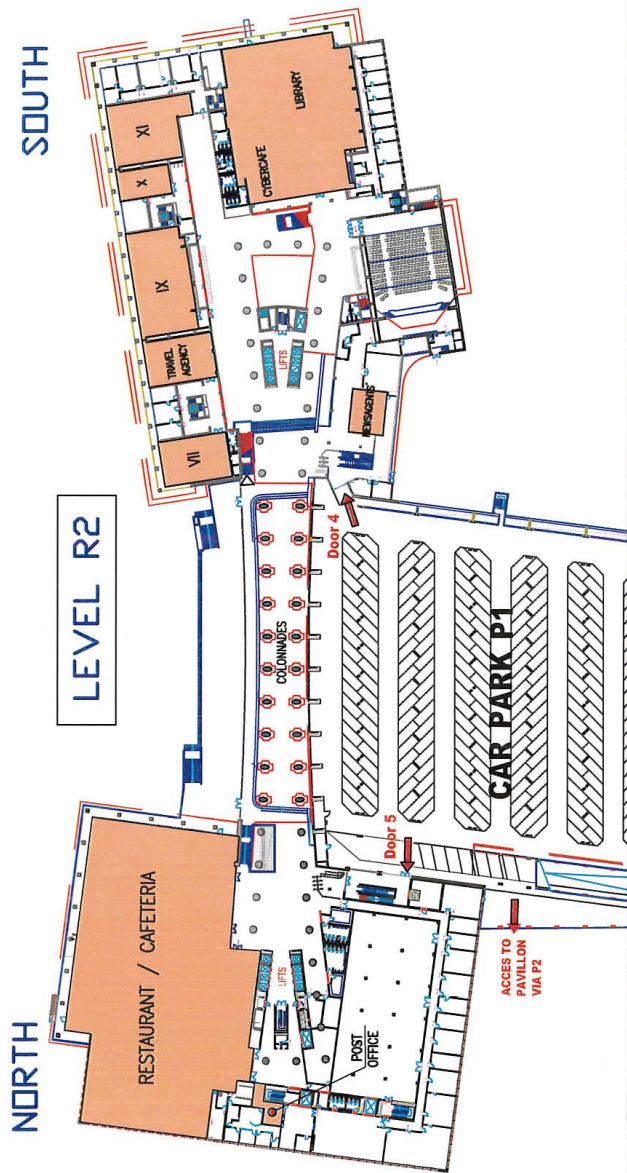 LEVEL R2
NORTH
SOUTH
RESTAURANT / CAFETERIA
VII
TRAVEL
AGENCY
IX
X
XI
CYBERCAFE
LIBRARY
LIFTS
LIFTS
COLONNADES
NEWSAGENTS'
POST
OFFICE
Door 5
Door 4
CAR PARK P1
ACCES TO
PAVILLON
VIA P2